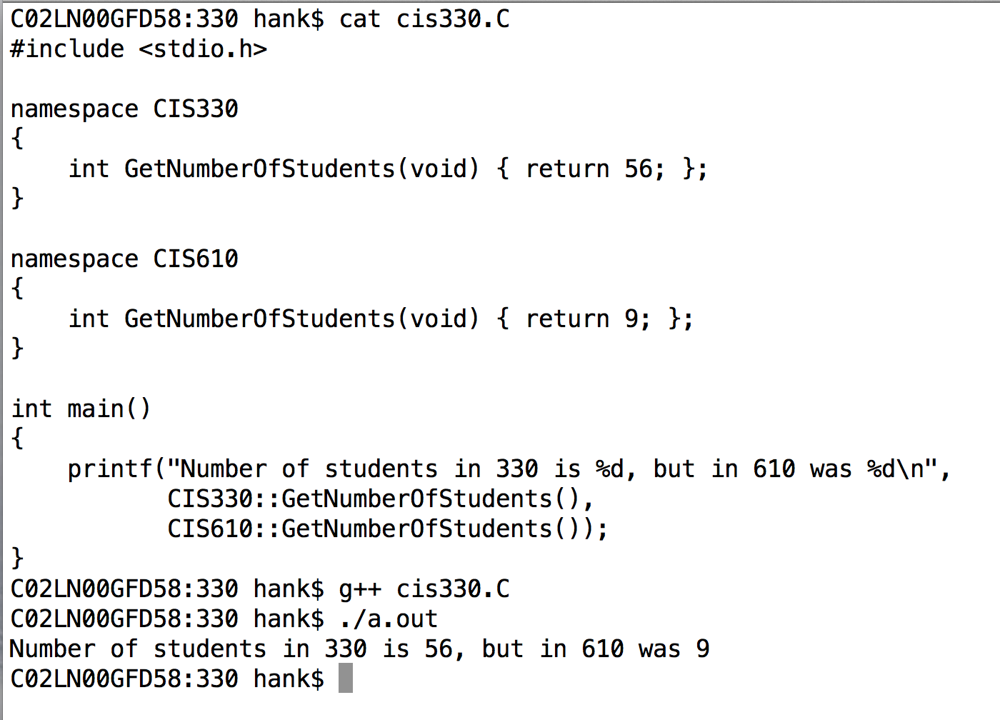 C02LN00GFD58:330 hank$ cat cis330.C
#include <stdio.h>

namespace CIS330
{
    int GetNumberOfStudents(void) { return 56; };
}

namespace CIS610
{
    int GetNumberOfStudents(void) { return 9; };
}

int main()
{
    printf("Number of students in 330 is %d, but in 610 was %d\n",
           CIS330::GetNumberOfStudents(),
           CIS610::GetNumberOfStudents());
}
C02LN00GFD58:330 hank$ g++ cis330.C
C02LN00GFD58:330 hank$ ./a.out
Number of students in 330 is 56, but in 610 was 9
C02LN00GFD58:330 hank$